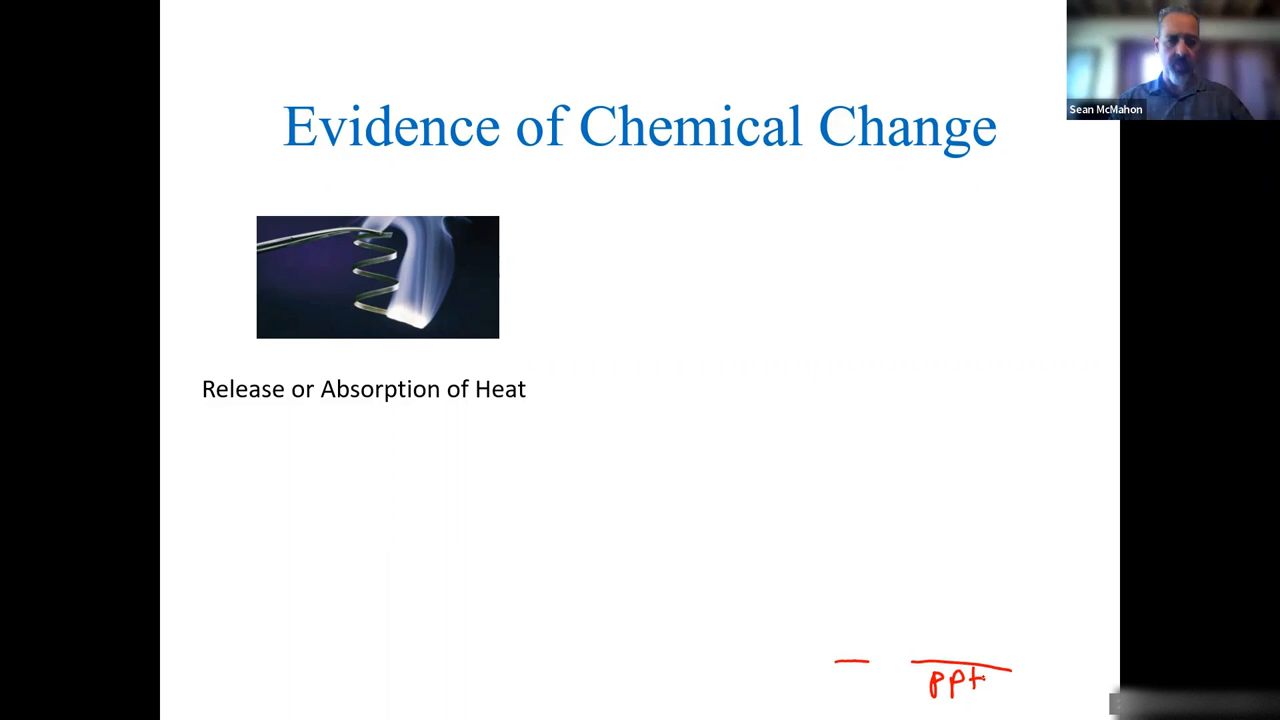 Sean McMahon
Evidence of Chemical Change
Release or Absorption of Heat
ppt